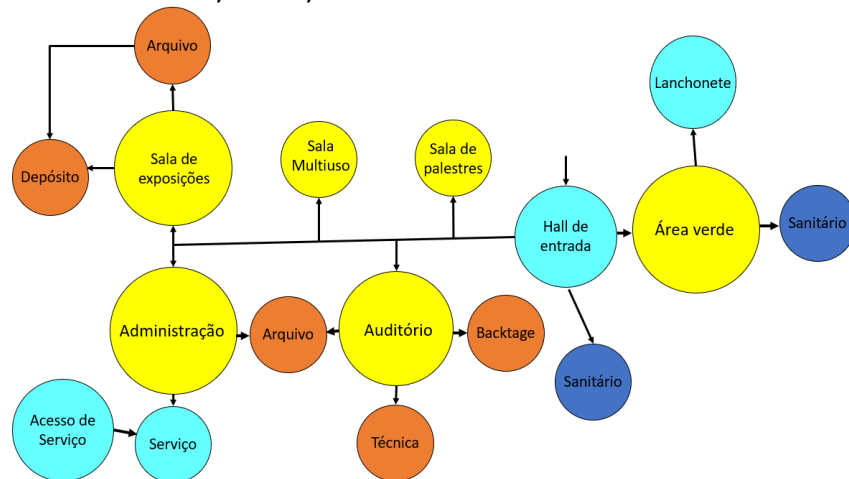 Arquivo
Lanchonete
Sala de
exposições
Sala
Multiuso
Sala de
palestres
Depósito
Hall de
entrada
Área verde
Sanitário
Administração
Arquivo
Auditório
Backtage
Sanitário
Acesso de
Serviço
Serviço
Técnica